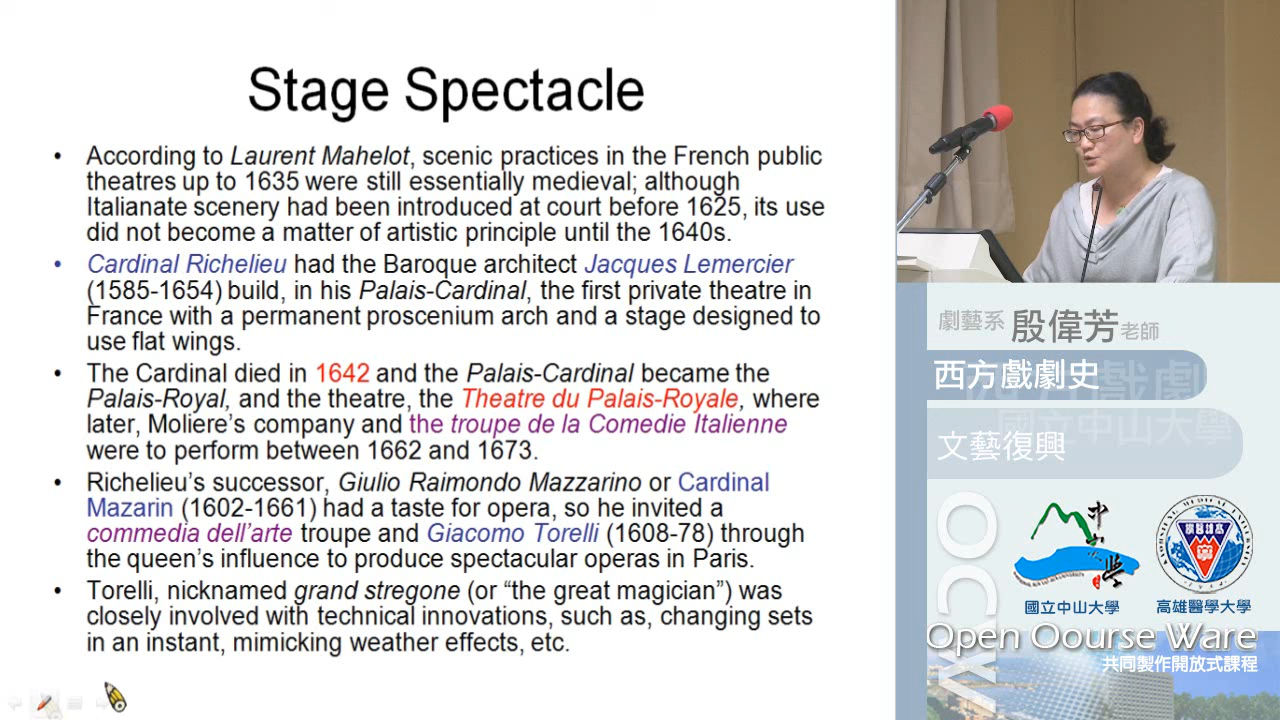 Stage Spectacle
• According to Laurent Mahelot, scenic practices in the French public
theatres up to 1635 were still essentially medieval; although
Italianate scenery had been introduced at court before 1625, its use
did not become a matter of artistic principle until the 1640s.
• Cardinal Richelieu had the Baroque architect Jacques Lemercier
(1585-1654) build, in his Palais-Cardinal, the first private theatre in
France with a permanent proscenium arch and a stage designed to
use flat wings.
• The Cardinal died in 1642 and the Palais-Cardinal became the
Palais-Royal, and the theatre, the Theatre du Palais-Royale, where
later, Moliere's company and the troupe de la Comedie Italienne
were to perform between 1662 and 1673.
• Richelieu's successor, Giulio Raimondo Mazzarino or Cardinal
Mazarin (1602-1661) had a taste for opera, so he invited a
commedia dell'arte troupe and Giacomo Torelli (1608-78) through
the queen's influence to produce spectacular operas in Paris.
• Torelli, nicknamed grand stregone (or “the great magician”) was
closely involved with technical innovations, such as, changing sets
in an instant, mimicking weather effects, etc.
劇藝系 殷偉芳老師
西方戲劇史
國立中山大學
文藝復興
OCW
國立中山大學
高雄醫學大學
Open Oourse Ware
共同製作開放式課程